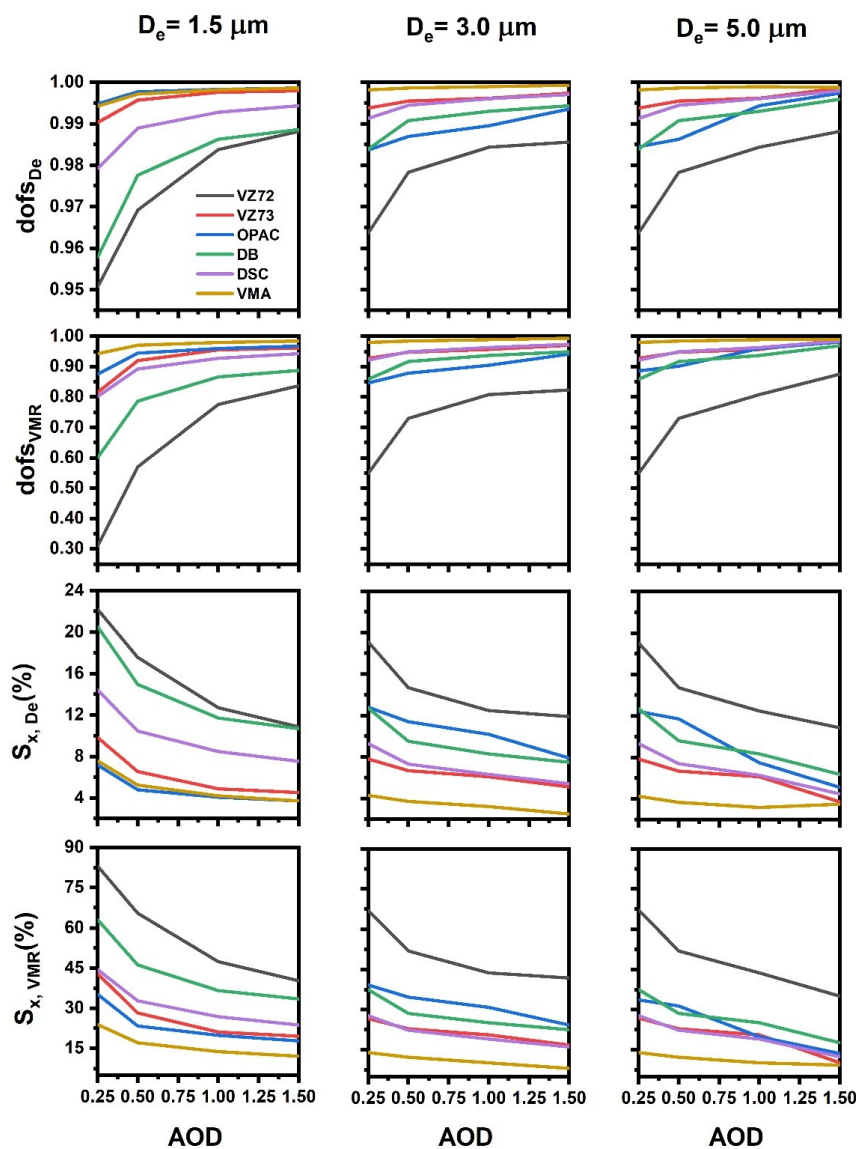 De= 1.5 μm
De= 3.0 μm
De= 5.0 μm
dofsDe
1.00
0.99
0.98
0.97
0.96
0.95
VZ72
VZ73
OPAC
DB
DSC
VMA
dofsVMR
1.00
0.90
0.80
0.70
0.60
0.50
0.40
0.30
Sx, De(%)
24
20
16
12
8
4
Sx, VMR(%)
90
75
60
45
30
15
0.25 0.50 0.75 1.00 1.25 1.50
0.25 0.50 0.75 1.00 1.25 1.50
0.25 0.50 0.75 1.00 1.25 1.50
AOD
AOD
AOD